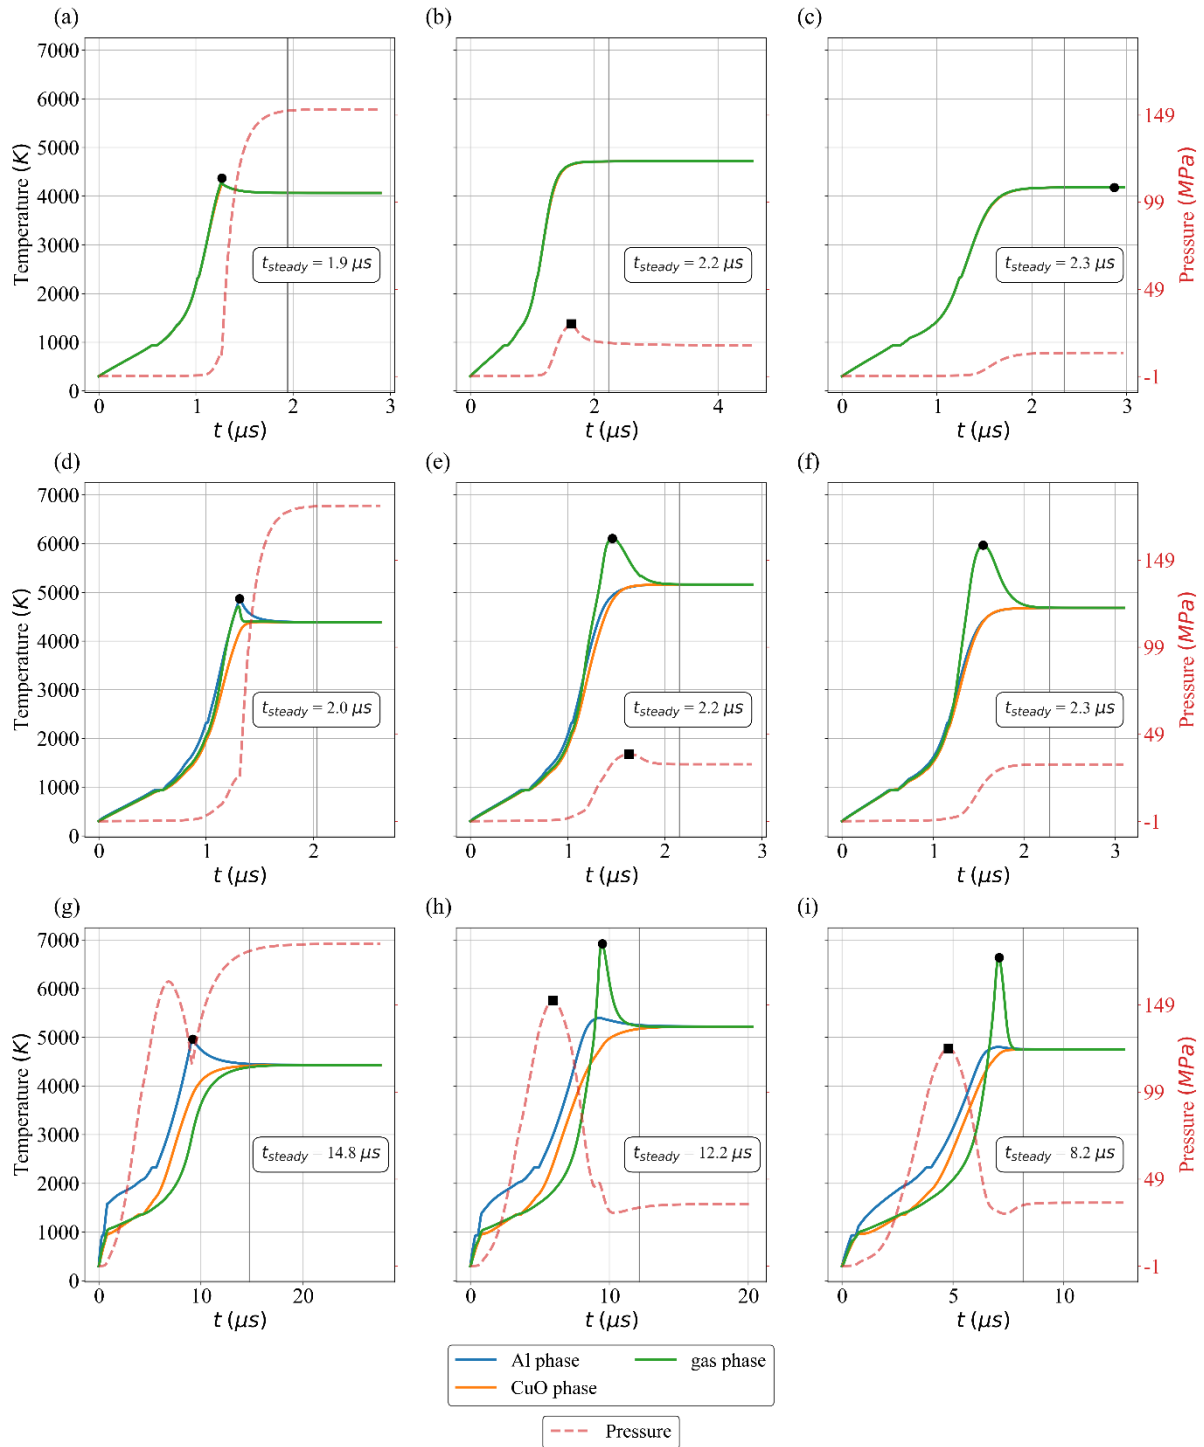 (a) (b) (c)
7000
6000
5000
4000
3000
2000
1000
0
Temperature (K)
149
99
49
-1
Pressure (MPa)
t_steady = 1.9 μs
t_steady = 2.2 μs
t_steady = 2.3 μs
0 1 2 3
0 2 4
0 1 2 3
t (μs) t (μs) t (μs)
(d) (e) (f)
7000
6000
5000
4000
3000
2000
1000
0
Temperature (K)
149
99
49
-1
Pressure (MPa)
t_steady = 2.0 μs
t_steady = 2.2 μs
t_steady = 2.3 μs
0 1 2
0 1 2 3
0 1 2 3
t (μs) t (μs) t (μs)
(g) (h) (i)
7000
6000
5000
4000
3000
2000
1000
0
Temperature (K)
149
99
49
-1
Pressure (MPa)
t_steady = 14.8 μs
t_steady = 12.2 μs
t_steady = 8.2 μs
0 10 20
0 10 20
0 5 10
t (μs) t (μs) t (μs)
Al phase gas phase
CuO phase
Pressure